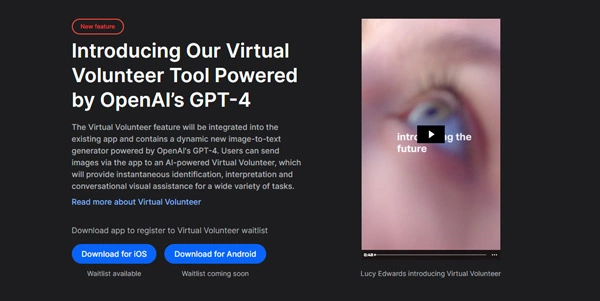 New feature
Introducing Our Virtual
Volunteer Tool Powered
by OpenAI's GPT-4
The Virtual Volunteer feature will be integrated into the
existing app and contains a dynamic new image-to-text
generator powered by OpenAI's GPT-4. Users can send
images via the app to an AI-powered Virtual Volunteer, which
will provide instantaneous identification, interpretation and
conversational visual assistance for a wide variety of tasks.
Read more about Virtual Volunteer
Download app to register to Virtual Volunteer waitlist
Download for iOS
Download for Android
Waitlist available
Waitlist coming soon
the
future
0:48
Lucy Edwards introducing Virtual Volunteer